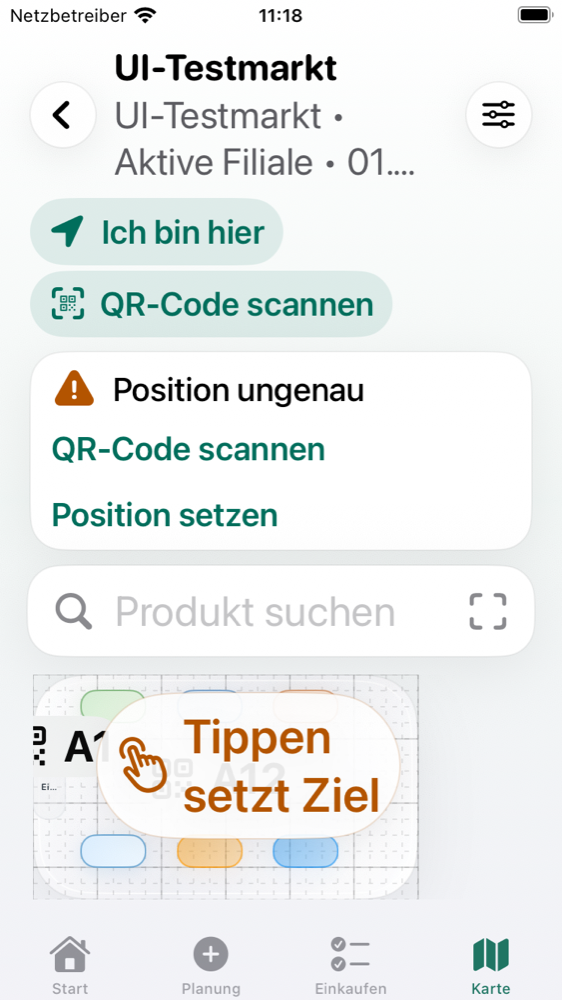 Netzbetreiber 11:18
UI-Testmarkt
UI-Testmarkt •
Aktive Filiale • 01....
Ich bin hier
QR-Code scannen
Position ungenau
QR-Code scannen
Position setzen
Produkt suchen
Tippen
setzt Ziel
A1
A12
Ei...
Start Planung Einkaufen Karte